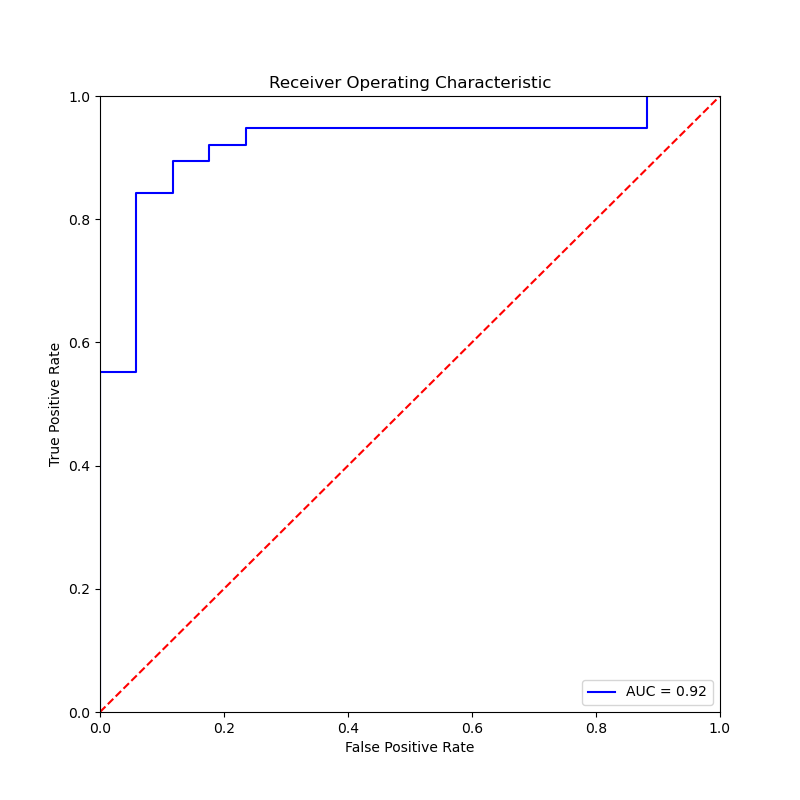 Receiver Operating Characteristic
1.0
0.8
0.6
0.4
0.2
0.0
True Positive Rate
AUC = 0.92
0.0 0.2 0.4 0.6 0.8 1.0
False Positive Rate